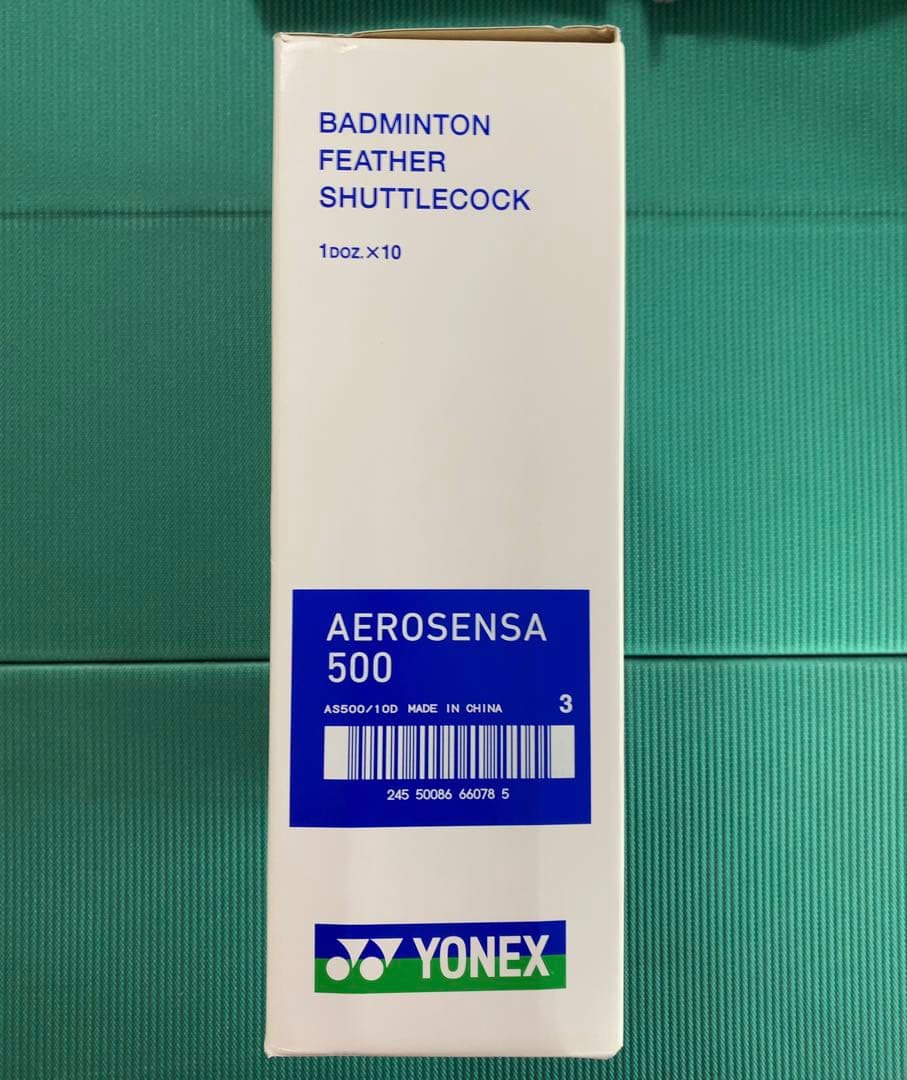 BADMINTON
FEATHER
SHUTTLECOCK
1DOZ.×10
AEROSENSA
500
AS500/10D MADE IN CHINA 3
245 50086 66078 5
YONEX